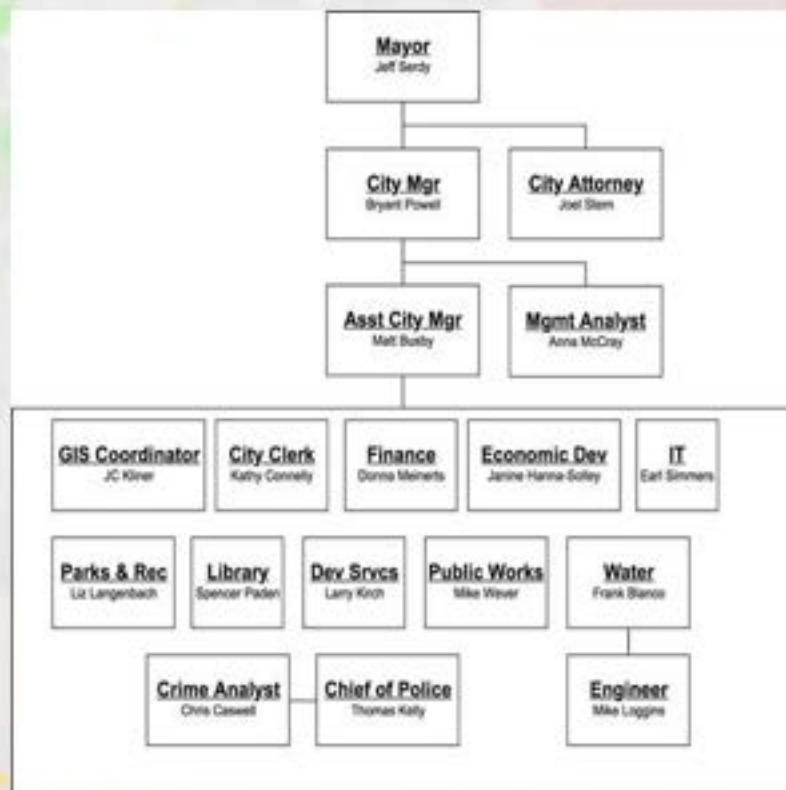 Mayor
Jeff Serdy
City Mgr
Bryant Powell
City Attorney
Joel Stern
Asst City Mgr
Matt Busby
Mgmt Analyst
Anna McCray
GIS Coordinator
JC Kliner
City Clerk
Kathy Connelly
Finance
Donna Meinerts
Economic Dev
Janine Hanna-Solley
IT
Earl Simmers
Parks & Rec
Liz Langenbach
Library
Spencer Paden
Dev Srvcs
Larry Kirch
Public Works
Mike Wever
Water
Frank Blanco
Crime Analyst
Chris Caswell
Chief of Police
Thomas Kelly
Engineer
Mike Loggins